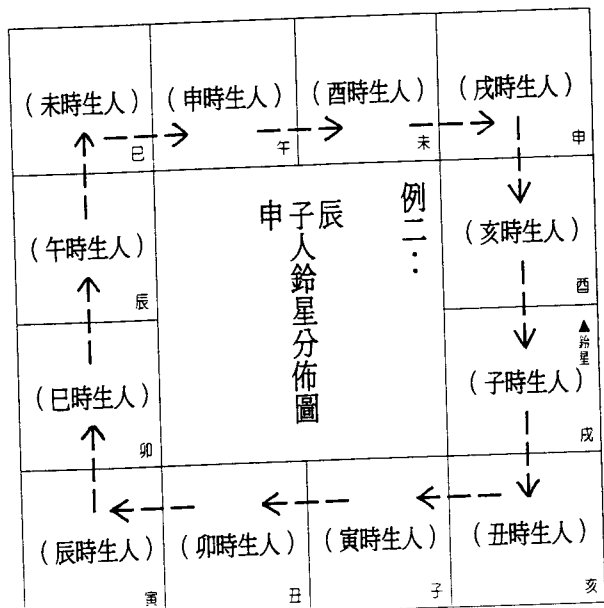 (未時生人)
巳
(申時生人)
午
(酉時生人)
未
(戌時生人)
申
(午時生人)
辰
(亥時生人)
酉
(巳時生人)
卯
▲鈴星
(子時生人)
戌
(辰時生人)
寅
(卯時生人)
丑
(寅時生人)
子
(丑時生人)
亥
例二：
申子辰人鈴星分佈圖